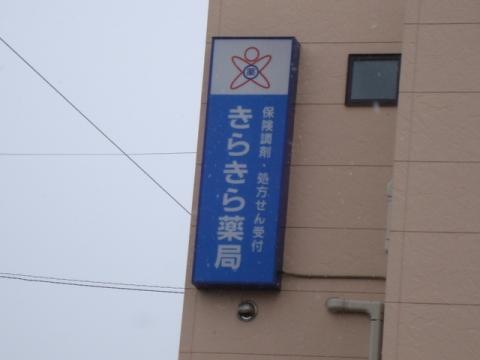 薬
保険調剤・処方せん受付
きらきら薬局